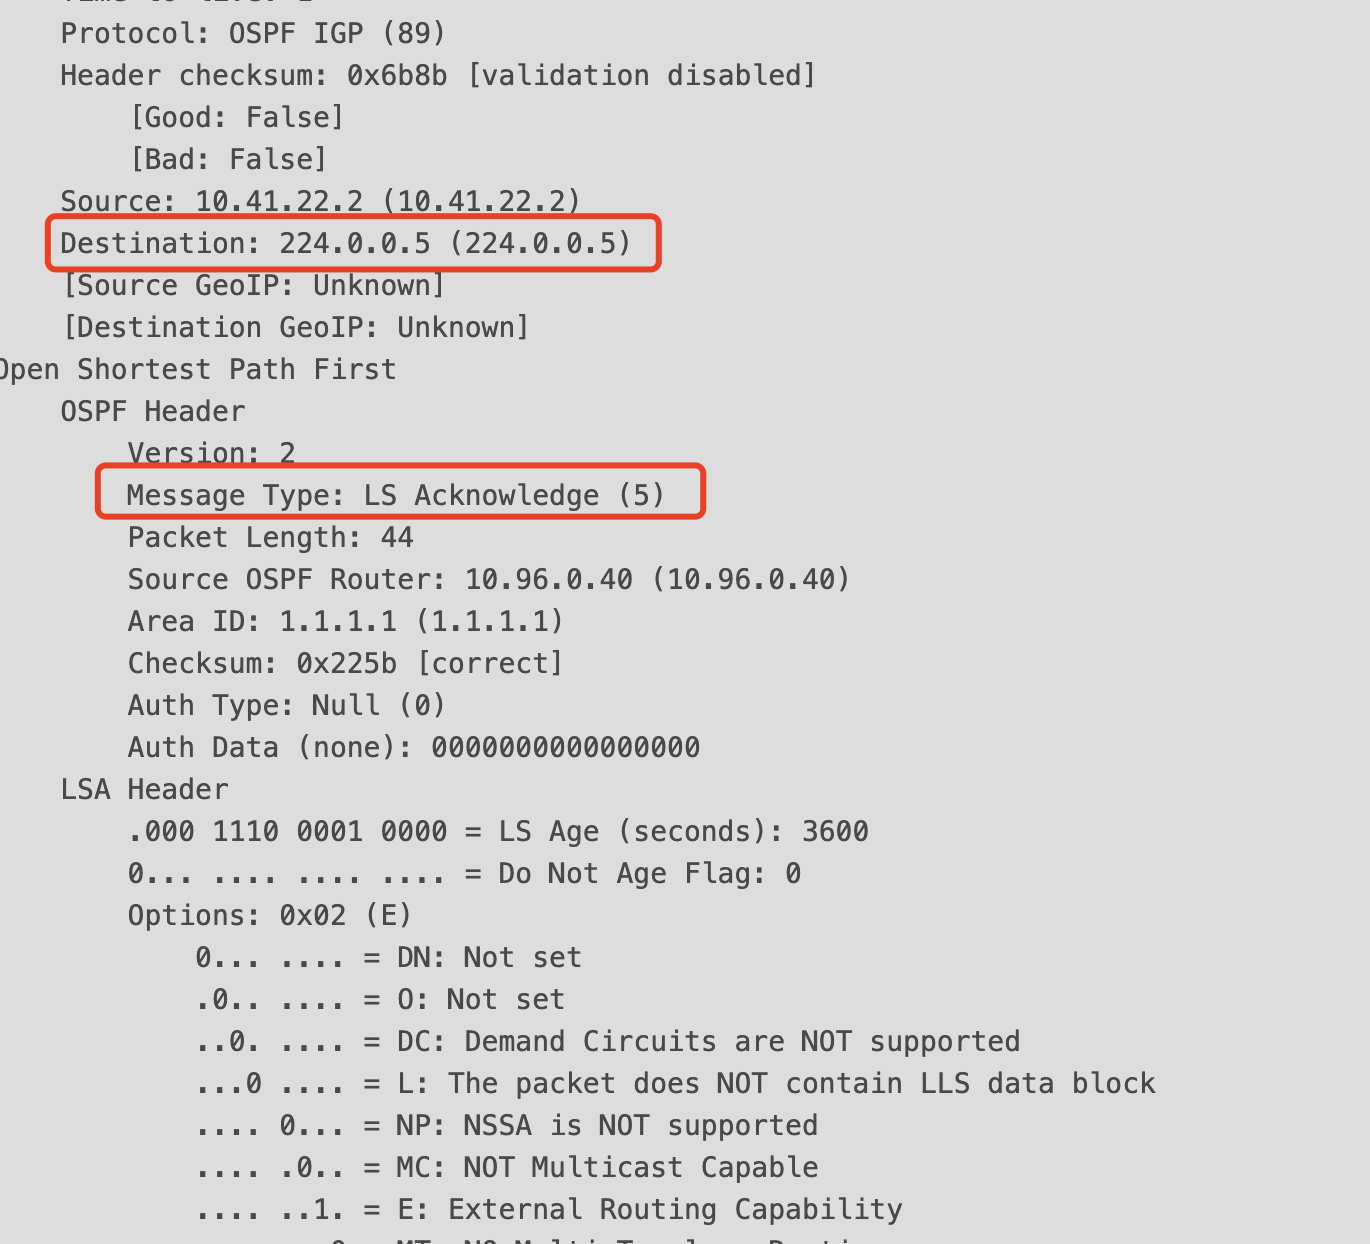 Protocol: OSPF IGP (89)
Header checksum: 0x6b8b [validation disabled]
[Good: False]
[Bad: False]
Source: 10.41.22.2 (10.41.22.2)
Destination: 224.0.0.5 (224.0.0.5)
[Source GeoIP: Unknown]
[Destination GeoIP: Unknown]
Open Shortest Path First
OSPF Header
Version: 2
Message Type: LS Acknowledge (5)
Packet Length: 44
Source OSPF Router: 10.96.0.40 (10.96.0.40)
Area ID: 1.1.1.1 (1.1.1.1)
Checksum: 0x225b [correct]
Auth Type: Null (0)
Auth Data (none): 0000000000000000
LSA Header
.000 1110 0001 0000 = LS Age (seconds): 3600
0... .... .... .... = Do Not Age Flag: 0
Options: 0x02 (E)
0... .... = DN: Not set
.0.. .... = O: Not set
..0. .... = DC: Demand Circuits are NOT supported
...0 .... = L: The packet does NOT contain LLS data block
.... 0... = NP: NSSA is NOT supported
.... .0.. = MC: NOT Multicast Capable
.... ..1. = E: External Routing Capability